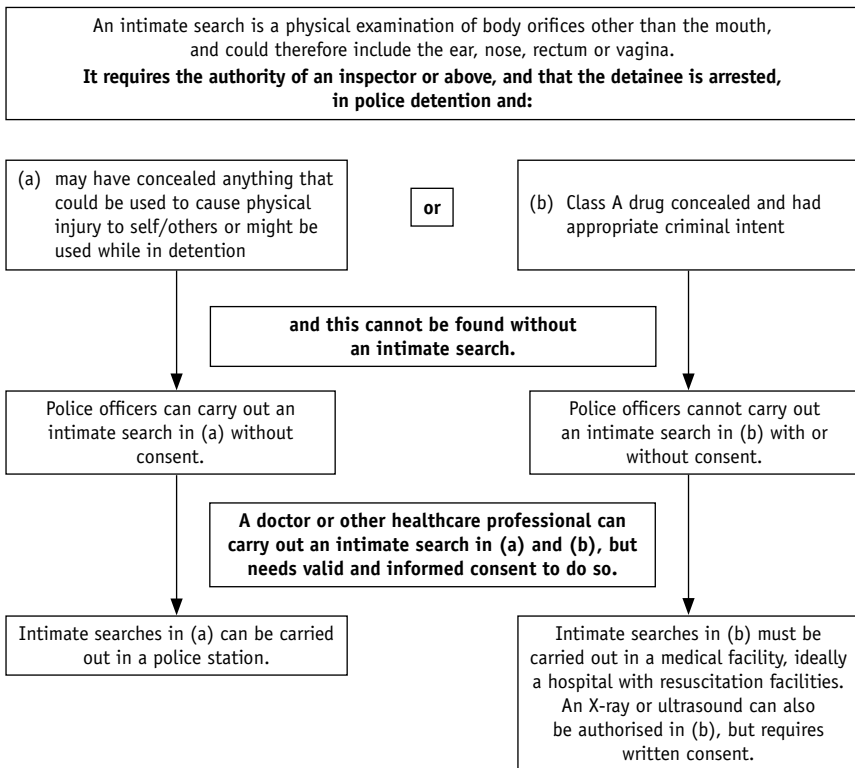 An intimate search is a physical examination of body orifices other than the mouth,
and could therefore include the ear, nose, rectum or vagina.
It requires the authority of an inspector or above, and that the detainee is arrested,
in police detention and:
(a) may have concealed anything that
could be used to cause physical
injury to self/others or might be
used while in detention
or
(b) Class A drug concealed and had
appropriate criminal intent
and this cannot be found without
an intimate search.
Police officers can carry out an
intimate search in (a) without
consent.
Police officers cannot carry out
an intimate search in (b) with or
without consent.
A doctor or other healthcare professional can
carry out an intimate search in (a) and (b), but
needs valid and informed consent to do so.
Intimate searches in (a) can be carried
out in a police station.
Intimate searches in (b) must be
carried out in a medical facility, ideally
a hospital with resuscitation facilities.
An X-ray or ultrasound can also
be authorised in (b), but requires
written consent.